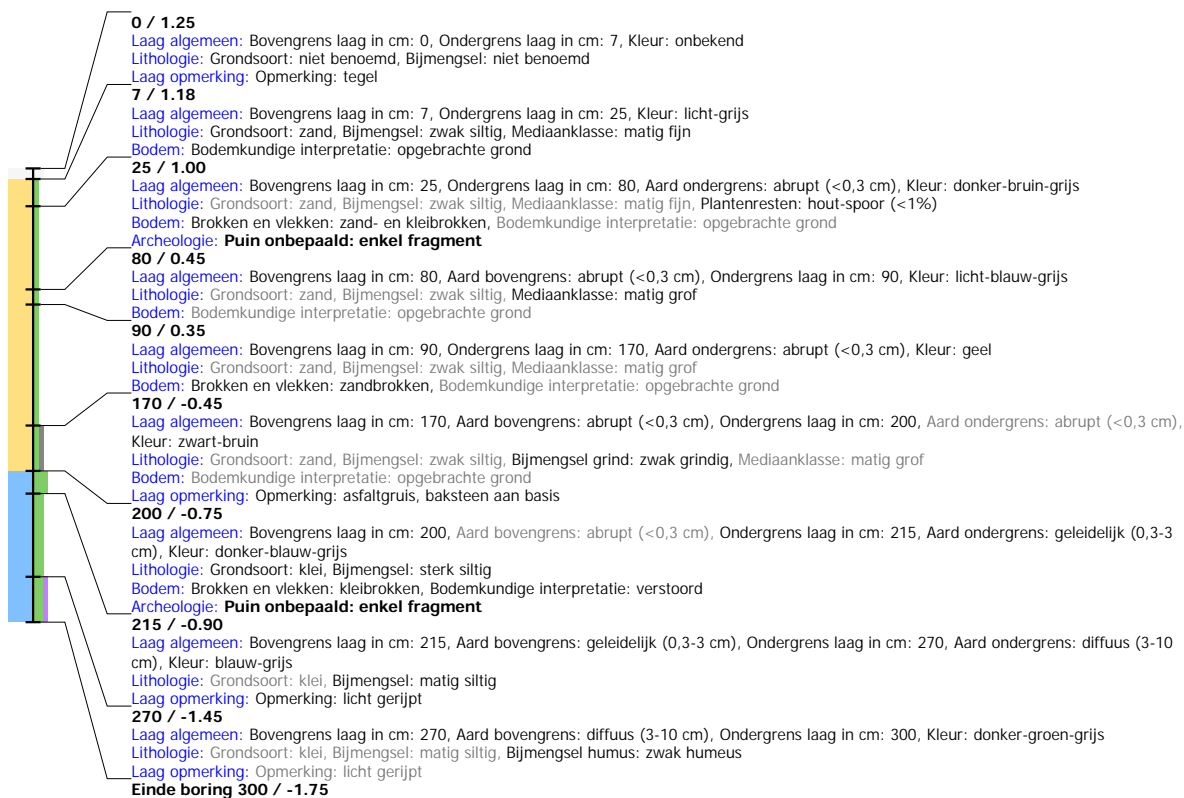 0 / 1.25
Laag algemeen: Bovengrens laag in cm: 0, Ondergrens laag in cm: 7, Kleur: onbekend
Lithologie: Grondsoort: niet benoemd, Bijmengsel: niet benoemd
Laag opmerking: Opmerking: tegel
7 / 1.18
Laag algemeen: Bovengrens laag in cm: 7, Ondergrens laag in cm: 25, Kleur: licht-grijs
Lithologie: Grondsoort: zand, Bijmengsel: zwak siltig, Mediaanklasse: matig fijn
Bodem: Bodemkundige interpretatie: opgebrachte grond
25 / 1.00
Laag algemeen: Bovengrens laag in cm: 25, Ondergrens laag in cm: 80, Aard ondergrens: abrupt (<0,3 cm), Kleur: donker-bruin-grijs
Lithologie: Grondsoort: zand, Bijmengsel: zwak siltig, Mediaanklasse: matig fijn, Plantenresten: hout-spoor (<1%)
Bodem: Brokken en vlekken: zand- en kleibrokken, Bodemkundige interpretatie: opgebrachte grond
Archeologie: Puin onbepaald: enkel fragment
80 / 0.45
Laag algemeen: Bovengrens laag in cm: 80, Aard bovengrens: abrupt (<0,3 cm), Ondergrens laag in cm: 90, Kleur: licht-blauw-grijs
Lithologie: Grondsoort: zand, Bijmengsel: zwak siltig, Mediaanklasse: matig grof
Bodem: Bodemkundige interpretatie: opgebrachte grond
90 / 0.35
Laag algemeen: Bovengrens laag in cm: 90, Ondergrens laag in cm: 170, Aard ondergrens: abrupt (<0,3 cm), Kleur: geel
Lithologie: Grondsoort: zand, Bijmengsel: zwak siltig, Mediaanklasse: matig grof
Bodem: Brokken en vlekken: zandbrokken, Bodemkundige interpretatie: opgebrachte grond
170 / -0.45
Laag algemeen: Bovengrens laag in cm: 170, Aard bovengrens: abrupt (<0,3 cm), Ondergrens laag in cm: 200, Aard ondergrens: abrupt (<0,3 cm),
Kleur: zwart-bruin
Lithologie: Grondsoort: zand, Bijmengsel: zwak siltig, Bijmengsel grind: zwak grindig, Mediaanklasse: matig grof
Bodem: Bodemkundige interpretatie: opgebrachte grond
Laag opmerking: Opmerking: asfaltgruis, baksteen aan basis
200 / -0.75
Laag algemeen: Bovengrens laag in cm: 200, Aard bovengrens: abrupt (<0,3 cm), Ondergrens laag in cm: 215, Aard ondergrens: geleidelijk (0,3-3
cm), Kleur: donker-blauw-grijs
Lithologie: Grondsoort: klei, Bijmengsel: sterk siltig
Bodem: Brokken en vlekken: kleibrokken, Bodemkundige interpretatie: verstoord
Archeologie: Puin onbepaald: enkel fragment
215 / -0.90
Laag algemeen: Bovengrens laag in cm: 215, Aard bovengrens: geleidelijk (0,3-3 cm), Ondergrens laag in cm: 270, Aard ondergrens: diffuus (3-10
cm), Kleur: blauw-grijs
Lithologie: Grondsoort: klei, Bijmengsel: matig siltig
Laag opmerking: Opmerking: licht gerijpt
270 / -1.45
Laag algemeen: Bovengrens laag in cm: 270, Aard bovengrens: diffuus (3-10 cm), Ondergrens laag in cm: 300, Kleur: donker-groen-grijs
Lithologie: Grondsoort: klei, Bijmengsel: matig siltig, Bijmengsel humus: zwak humeus
Laag opmerking: Opmerking: licht gerijpt
Einde boring 300 / -1.75